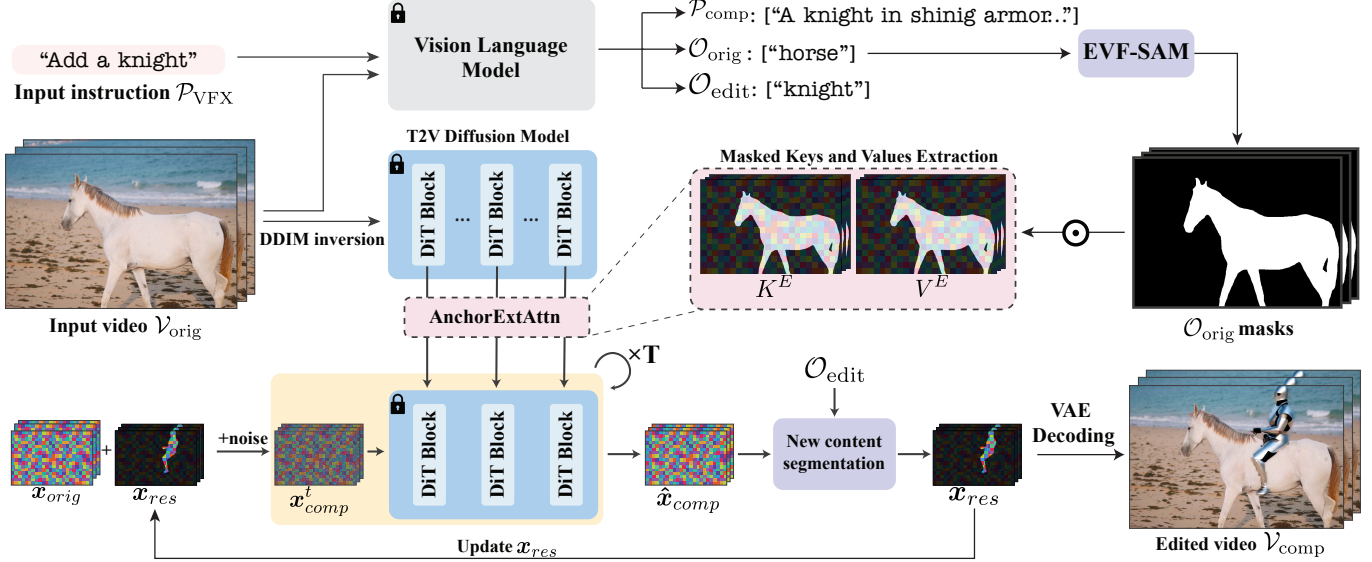 “Add a knight”
Input instruction 𝒫VFX
Vision Language
Model
𝒫comp: [“A knight in shinig armor..”]
𝒪orig: [“horse”]
𝒪edit: [“knight”]
EVF-SAM
T2V Diffusion Model
DiT Block ... DiT Block ... DiT Block
DDIM inversion
Input video 𝒱orig
Masked Keys and Values Extraction
K^E V^E
𝒪orig masks
AnchorExtAttn
×T
x_orig + x_res
+noise
x^t_comp
DiT Block DiT Block DiT Block
x̂_comp
𝒪edit
New content
segmentation
x_res
VAE
Decoding
Update x_res
Edited video 𝒱comp